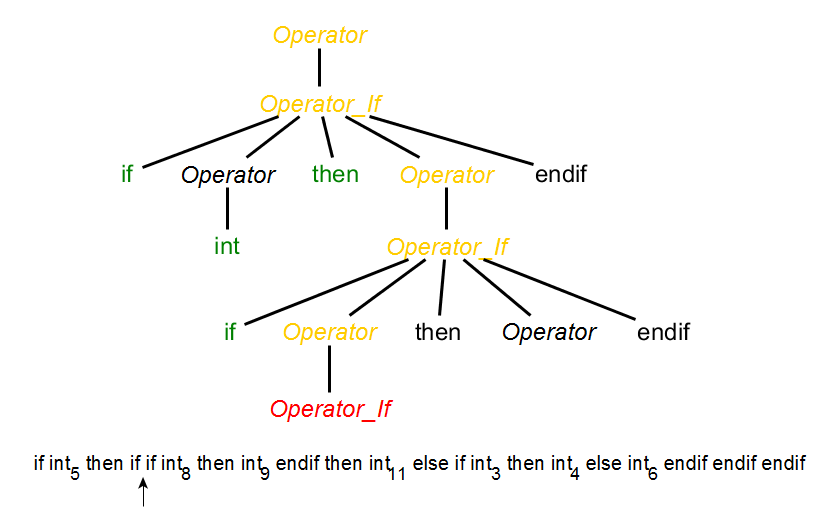 Operator
Operator_If
if Operator then Operator endif
int Operator_If
if Operator then Operator endif
Operator_If
if int5 then if if int8 then int9 endif then int11 else if int3 then int4 else int6 endif endif endif